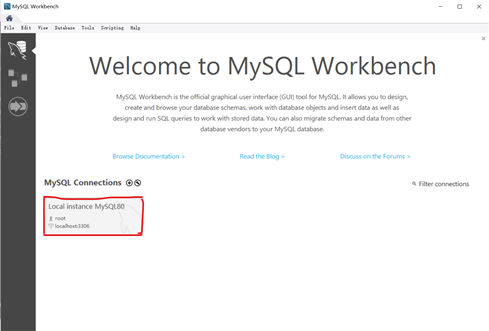 MySQL Workbench
File Edit View Database Tools Scripting Help
Welcome to MySQL Workbench
MySQL Workbench is the official graphical user interface (GUI) tool for MySQL. It allows you to design,
create and browse your database schemas, work with database objects and insert data as well as
design and run SQL queries to work with stored data. You can also migrate schemas and data from other
database vendors to your MySQL database.
Browse Documentation >
Read the Blog >
Discuss on the Forums >
MySQL Connections
Filter connections
Local instance MySQL80
root
localhost:3306